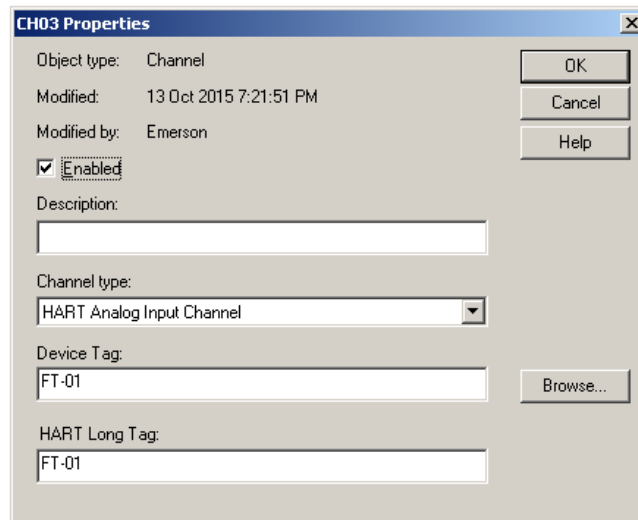 CH03 Properties
Object type: Channel
OK
Modified: 13 Oct 2015 7:21:51 PM
Cancel
Modified by: Emerson
Help
Enabled
Description:
Channel type:
HART Analog Input Channel
Device Tag:
FT-01
Browse...
HART Long Tag:
FT-01